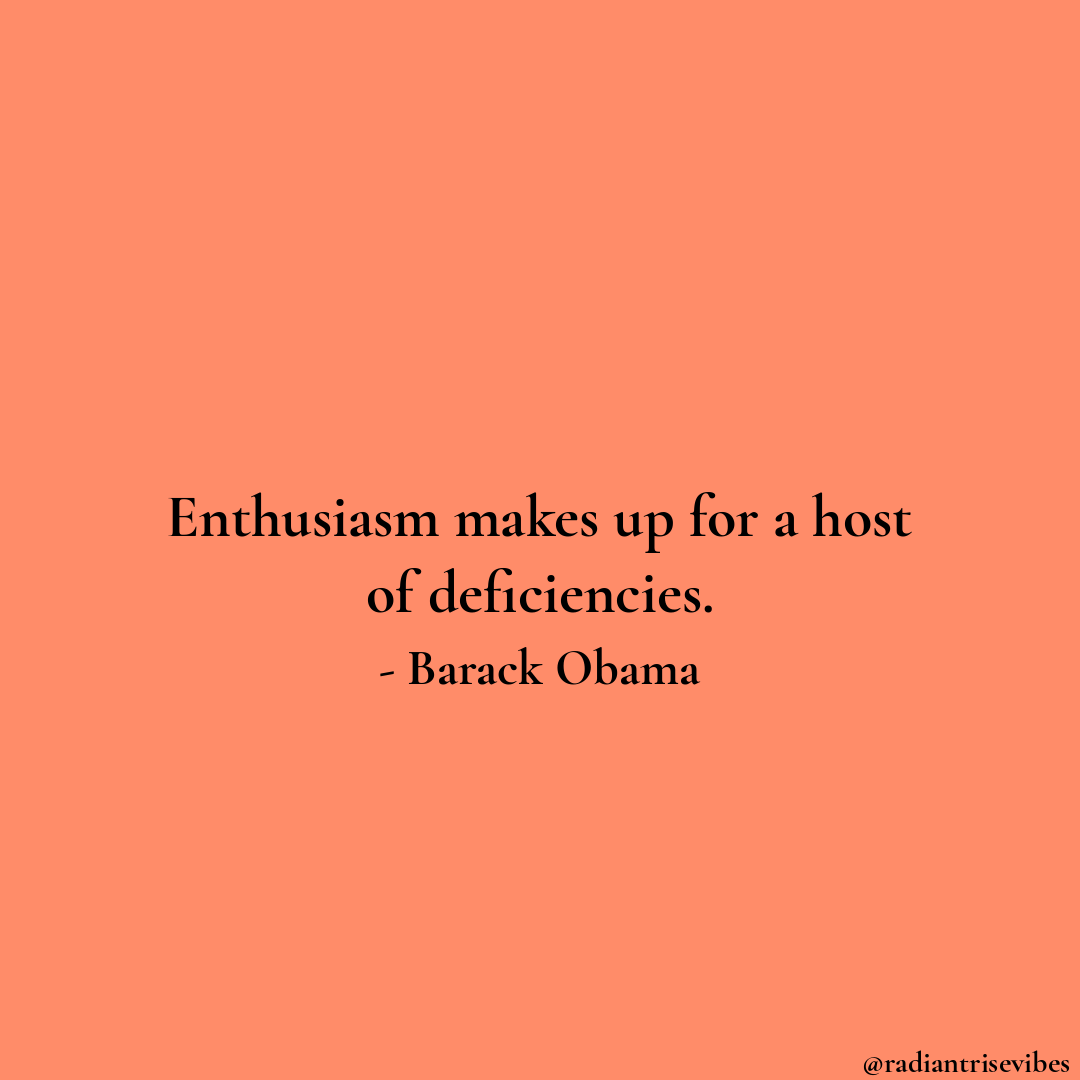 Enthusiasm makes up for a host
of deficiencies.
- Barack Obama
@radiantrisevibes